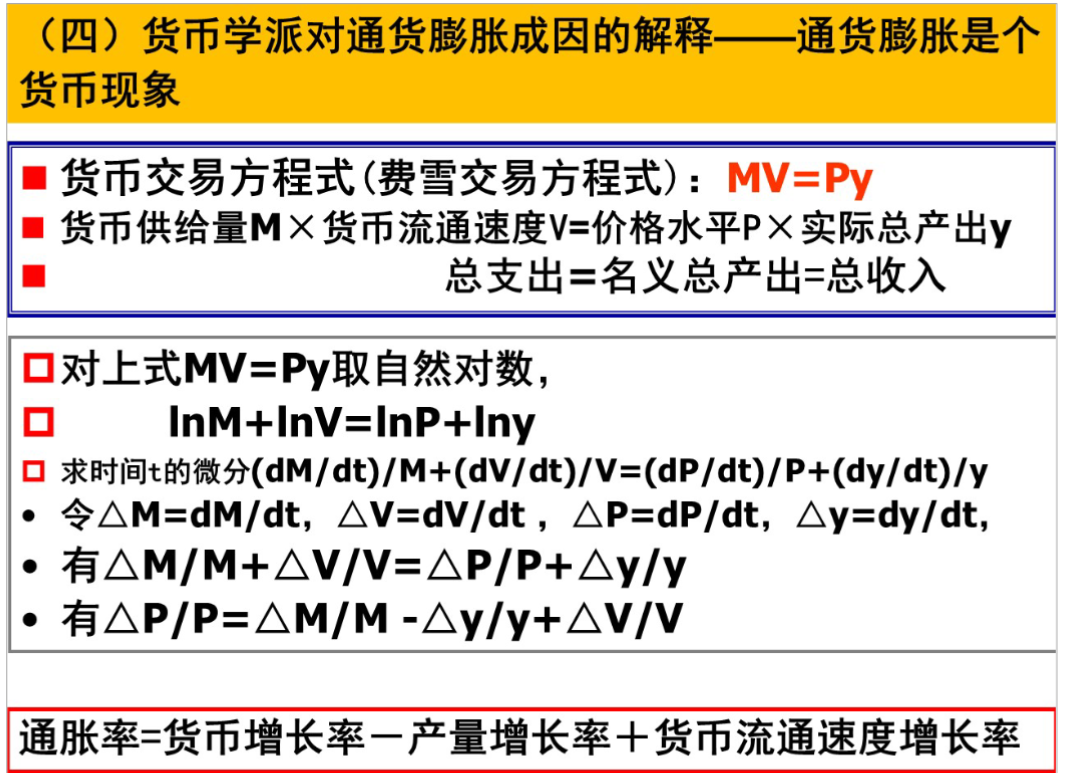 （四）货币学派对通货膨胀成因的解释——通货膨胀是个
货币现象
货币交易方程式(费雪交易方程式)：MV=Py
货币供给量M×货币流通速度V=价格水平P×实际总产出y
总支出=名义总产出=总收入
对上式MV=Py取自然对数，
lnM+lnV=lnP+lny
求时间t的微分(dM/dt)/M+(dV/dt)/V=(dP/dt)/P+(dy/dt)/y
• 令△M=dM/dt，△V=dV/dt ，△P=dP/dt，△y=dy/dt，
• 有△M/M+△V/V=△P/P+△y/y
• 有△P/P=△M/M -△y/y+△V/V
通胀率=货币增长率－产量增长率＋货币流通速度增长率